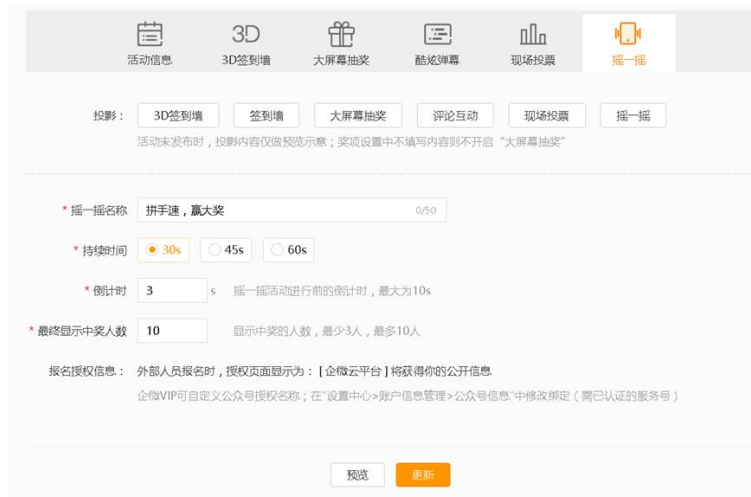 3D
活动信息 3D签到墙 大屏幕抽奖 酷炫弹幕 现场投票 摇一摇
投影： 3D签到墙 签到墙 大屏幕抽奖 评论互动 现场投票 摇一摇
活动未发布时，投影内容仅做预览示意；奖项设置中不填写内容则不开启“大屏幕抽奖”
* 摇一摇名称 拼手速，赢大奖 0/50
* 持续时间 30s 45s 60s
* 倒计时 3 s 摇一摇活动进行前的倒计时，最大为10s
* 最终显示中奖人数 10 显示中奖的人数，最少3人，最多10人
报名授权信息： 外部人员报名时，授权页面显示为：[ 企微云平台 ] 将获得你的公开信息
企微VIP可自定义公众号授权名称；在"设置中心>账户信息管理>公众号信息"中修改绑定（需已认证的服务号）
预览 更新